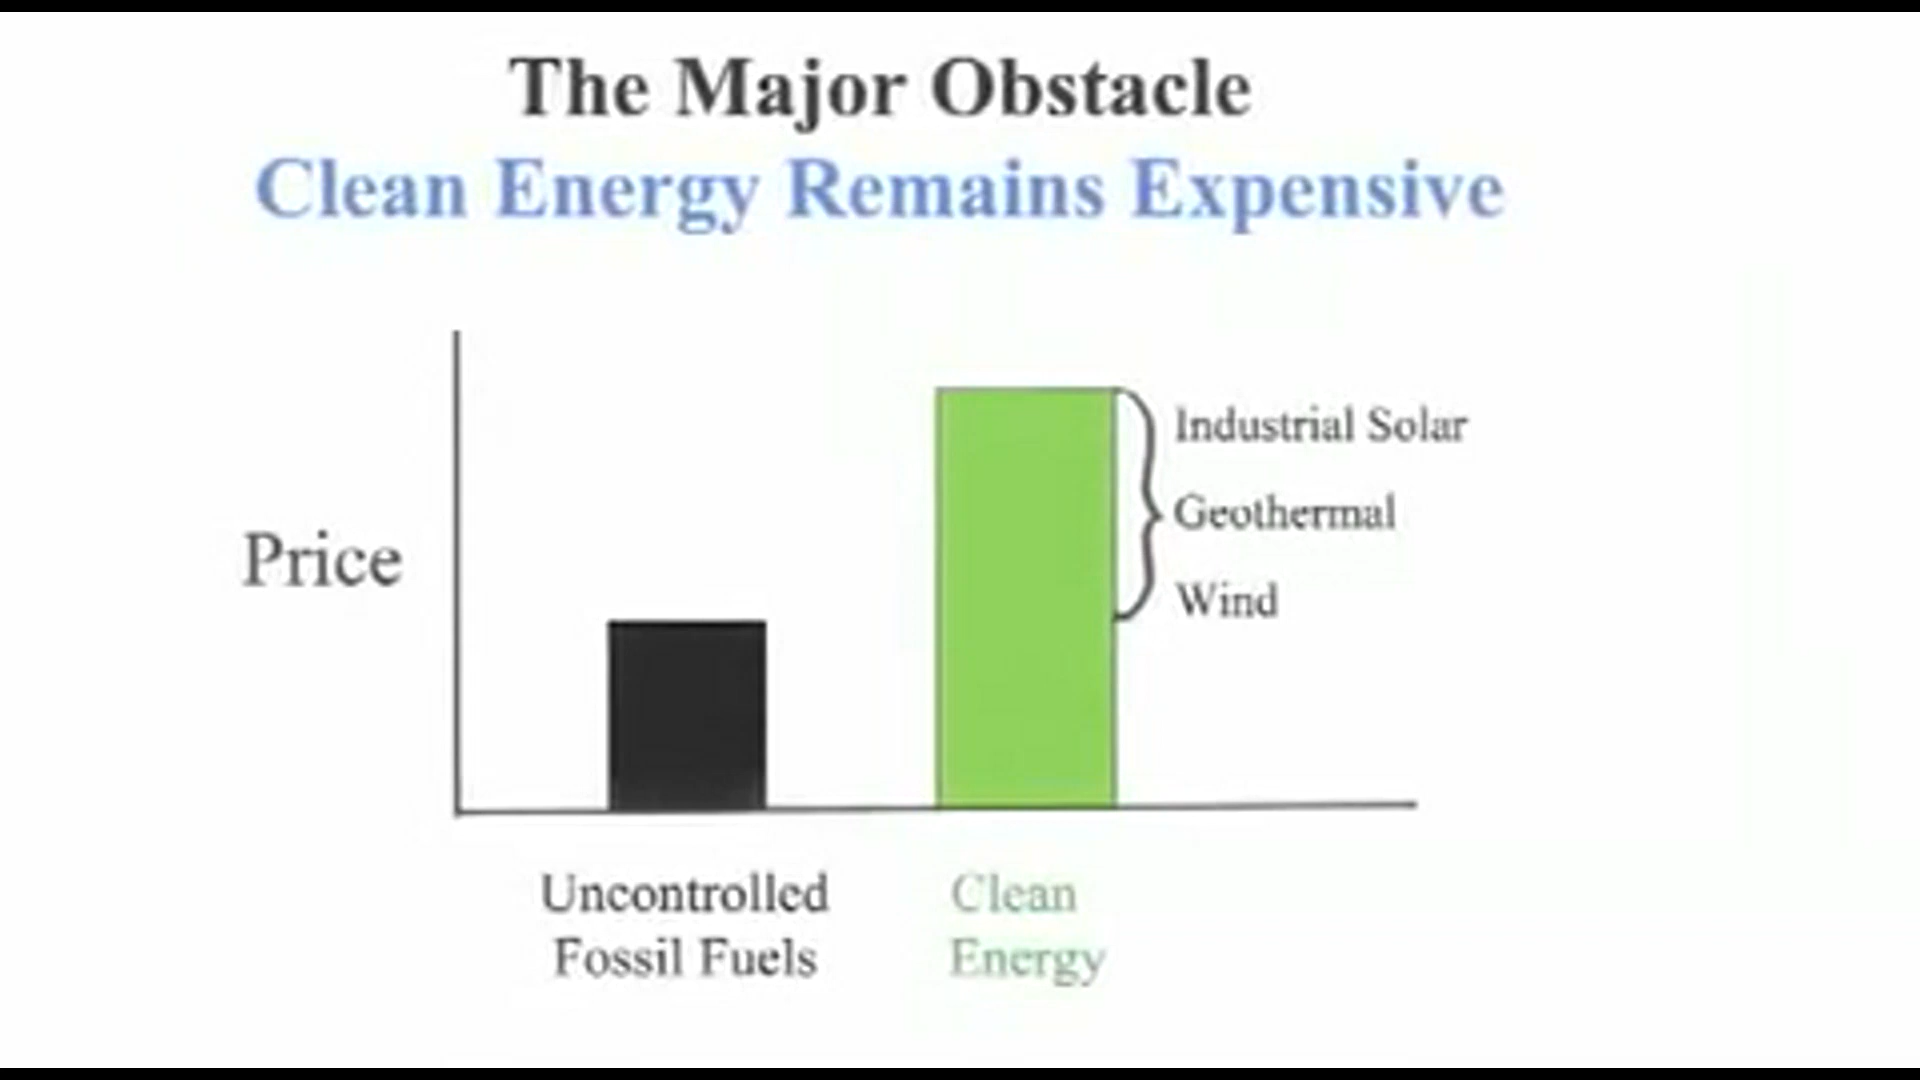 The Major Obstacle
Clean Energy Remains Expensive
Price
Industrial Solar
Geothermal
Wind
Uncontrolled
Fossil Fuels
Clean
Energy